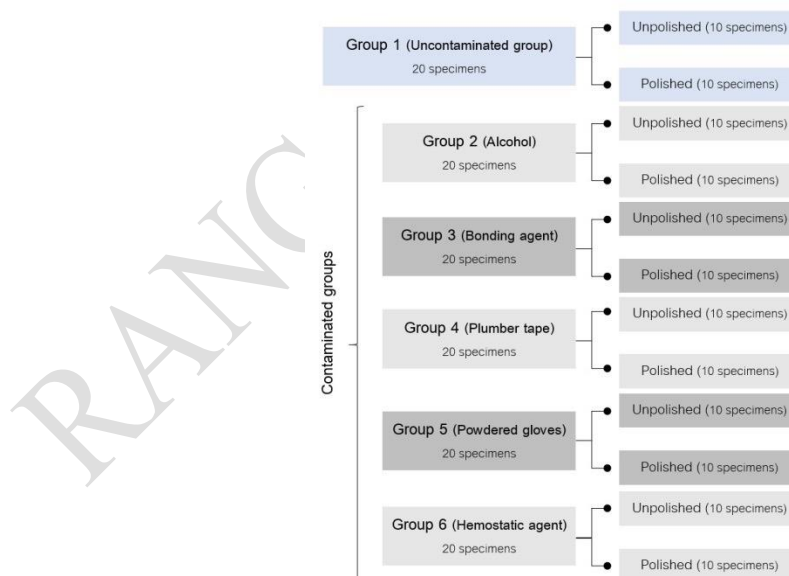 Group 1 (Uncontaminated group)
20 specimens
Unpolished (10 specimens)
Polished (10 specimens)
Contaminated groups
Group 2 (Alcohol)
20 specimens
Unpolished (10 specimens)
Polished (10 specimens)
Group 3 (Bonding agent)
20 specimens
Unpolished (10 specimens)
Polished (10 specimens)
Group 4 (Plumber tape)
20 specimens
Unpolished (10 specimens)
Polished (10 specimens)
Group 5 (Powdered gloves)
20 specimens
Unpolished (10 specimens)
Polished (10 specimens)
Group 6 (Hemostatic agent)
20 specimens
Unpolished (10 specimens)
Polished (10 specimens)